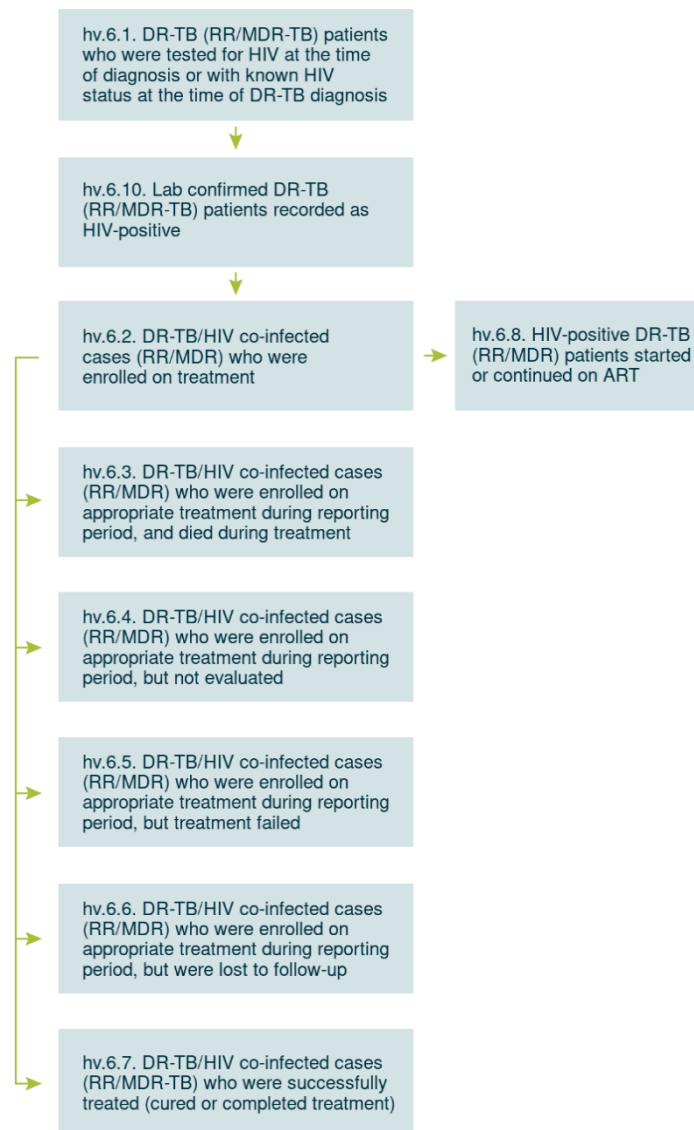 hv.6.1. DR-TB (RR/MDR-TB) patients
who were tested for HIV at the time
of diagnosis or with known HIV
status at the time of DR-TB diagnosis
hv.6.10. Lab confirmed DR-TB
(RR/MDR-TB) patients recorded as
HIV-positive
hv.6.2. DR-TB/HIV co-infected
cases (RR/MDR) who were
enrolled on treatment
hv.6.8. HIV-positive DR-TB
(RR/MDR) patients started
or continued on ART
hv.6.3. DR-TB/HIV co-infected cases
(RR/MDR) who were enrolled on
appropriate treatment during reporting
period, and died during treatment
hv.6.4. DR-TB/HIV co-infected cases
(RR/MDR) who were enrolled on
appropriate treatment during reporting
period, but not evaluated
hv.6.5. DR-TB/HIV co-infected cases
(RR/MDR) who were enrolled on
appropriate treatment during reporting
period, but treatment failed
hv.6.6. DR-TB/HIV co-infected cases
(RR/MDR) who were enrolled on
appropriate treatment during reporting
period, but were lost to follow-up
hv.6.7. DR-TB/HIV co-infected cases
(RR/MDR-TB) who were successfully
treated (cured or completed treatment)